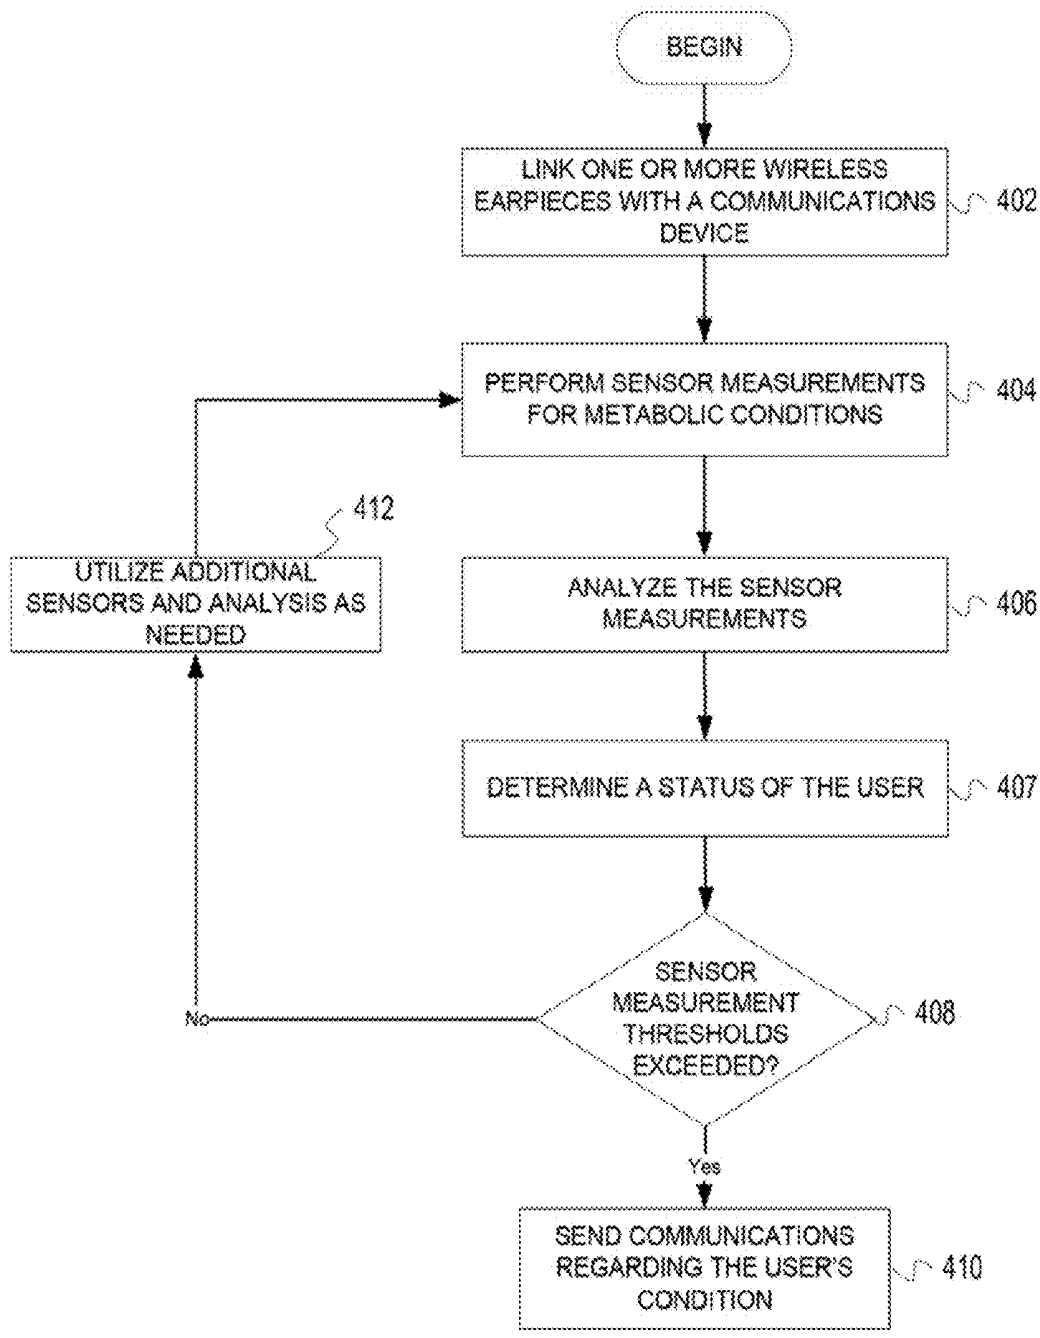 BEGIN
LINK ONE OR MORE WIRELESS
EARPIECES WITH A COMMUNICATIONS
DEVICE
402
PERFORM SENSOR MEASUREMENTS
FOR METABOLIC CONDITIONS
404
412
UTILIZE ADDITIONAL
SENSORS AND ANALYSIS AS
NEEDED
ANALYZE THE SENSOR
MEASUREMENTS
406
DETERMINE A STATUS OF THE USER
407
SENSOR
MEASUREMENT
THRESHOLDS
EXCEEDED?
408
No
Yes
SEND COMMUNICATIONS
REGARDING THE USER'S
CONDITION
410